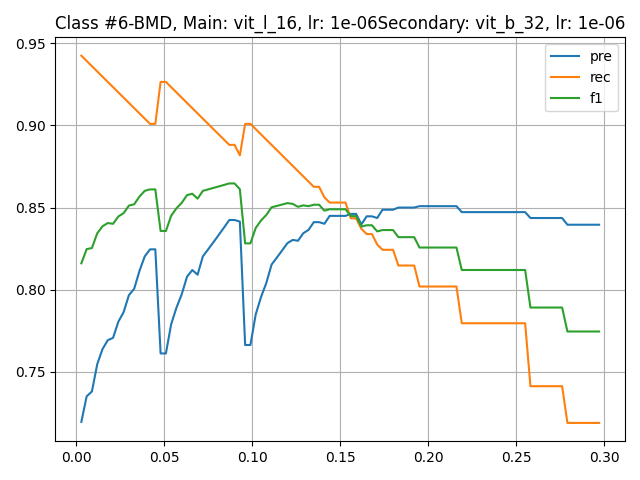 Class #6-BMD, Main: vit_l_16, lr: 1e-06Secondary: vit_b_32, lr: 1e-06
0.95
0.90
0.85
0.80
0.75
pre
rec
f1
0.00 0.05 0.10 0.15 0.20 0.25 0.30